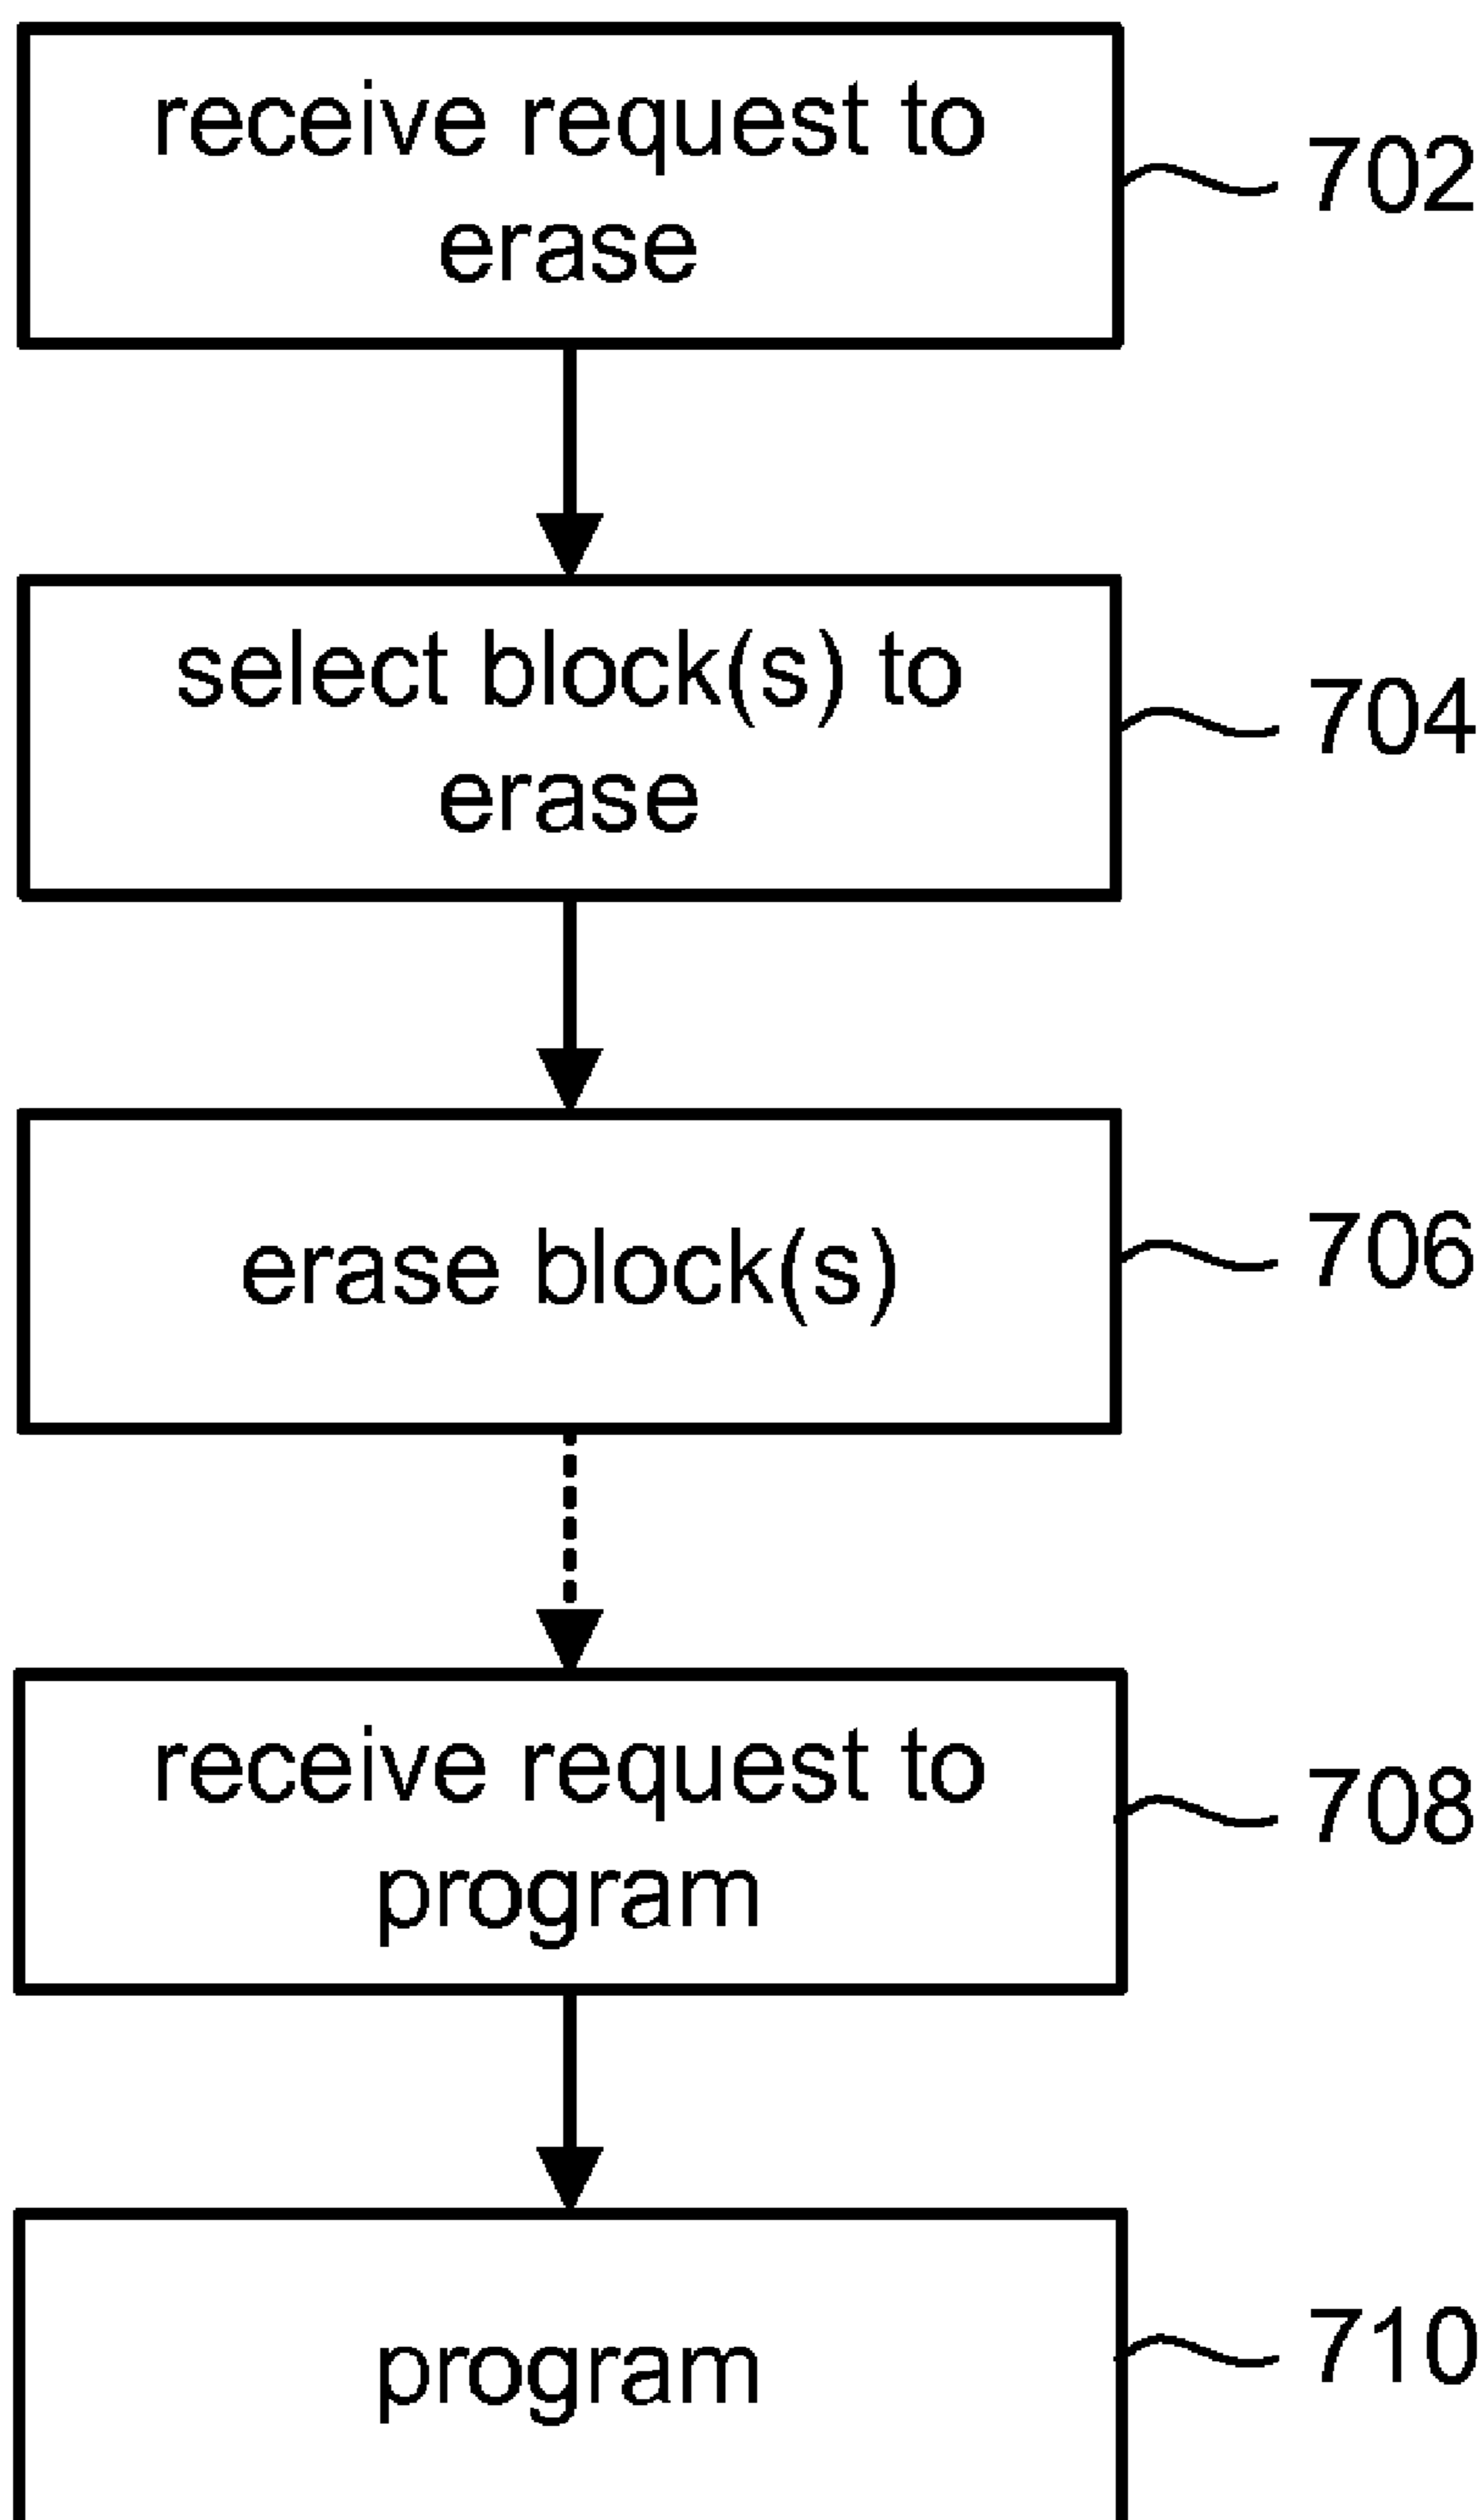 receive request to
erase
702
select block(s) to
erase
704
erase block(s)
706
receive request to
program
708
program
710